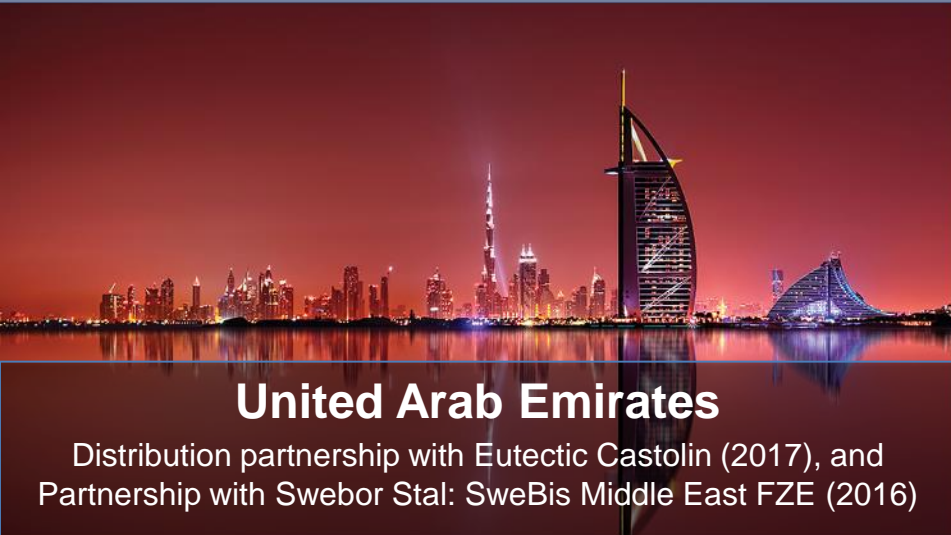 United Arab Emirates
Distribution partnership with Eutectic Castolin (2017), and
Partnership with Swebor Stal: SweBis Middle East FZE (2016)